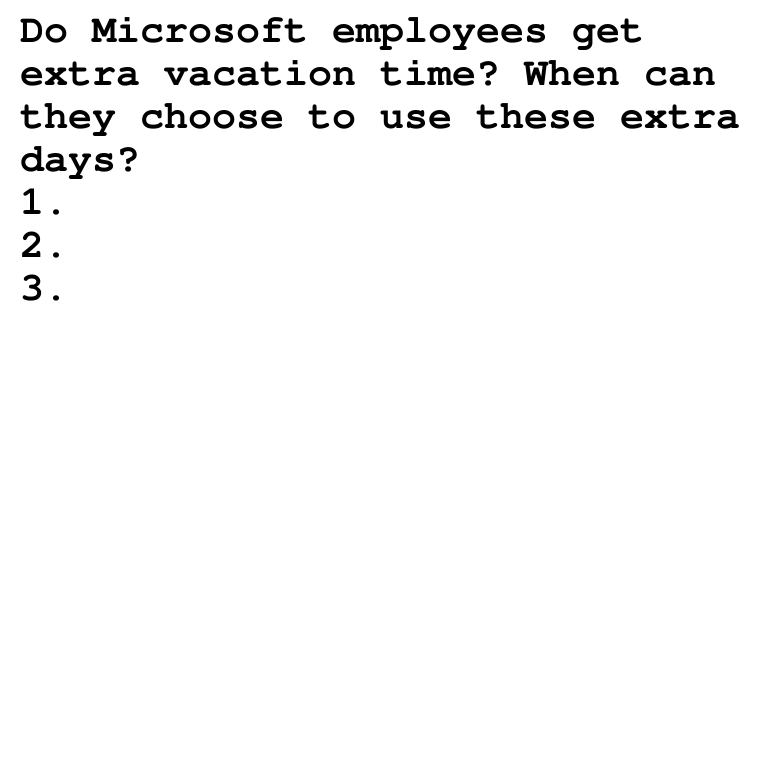 Do Microsoft employees get
extra vacation time? When can
they choose to use these extra
days?
1.
2.
3.